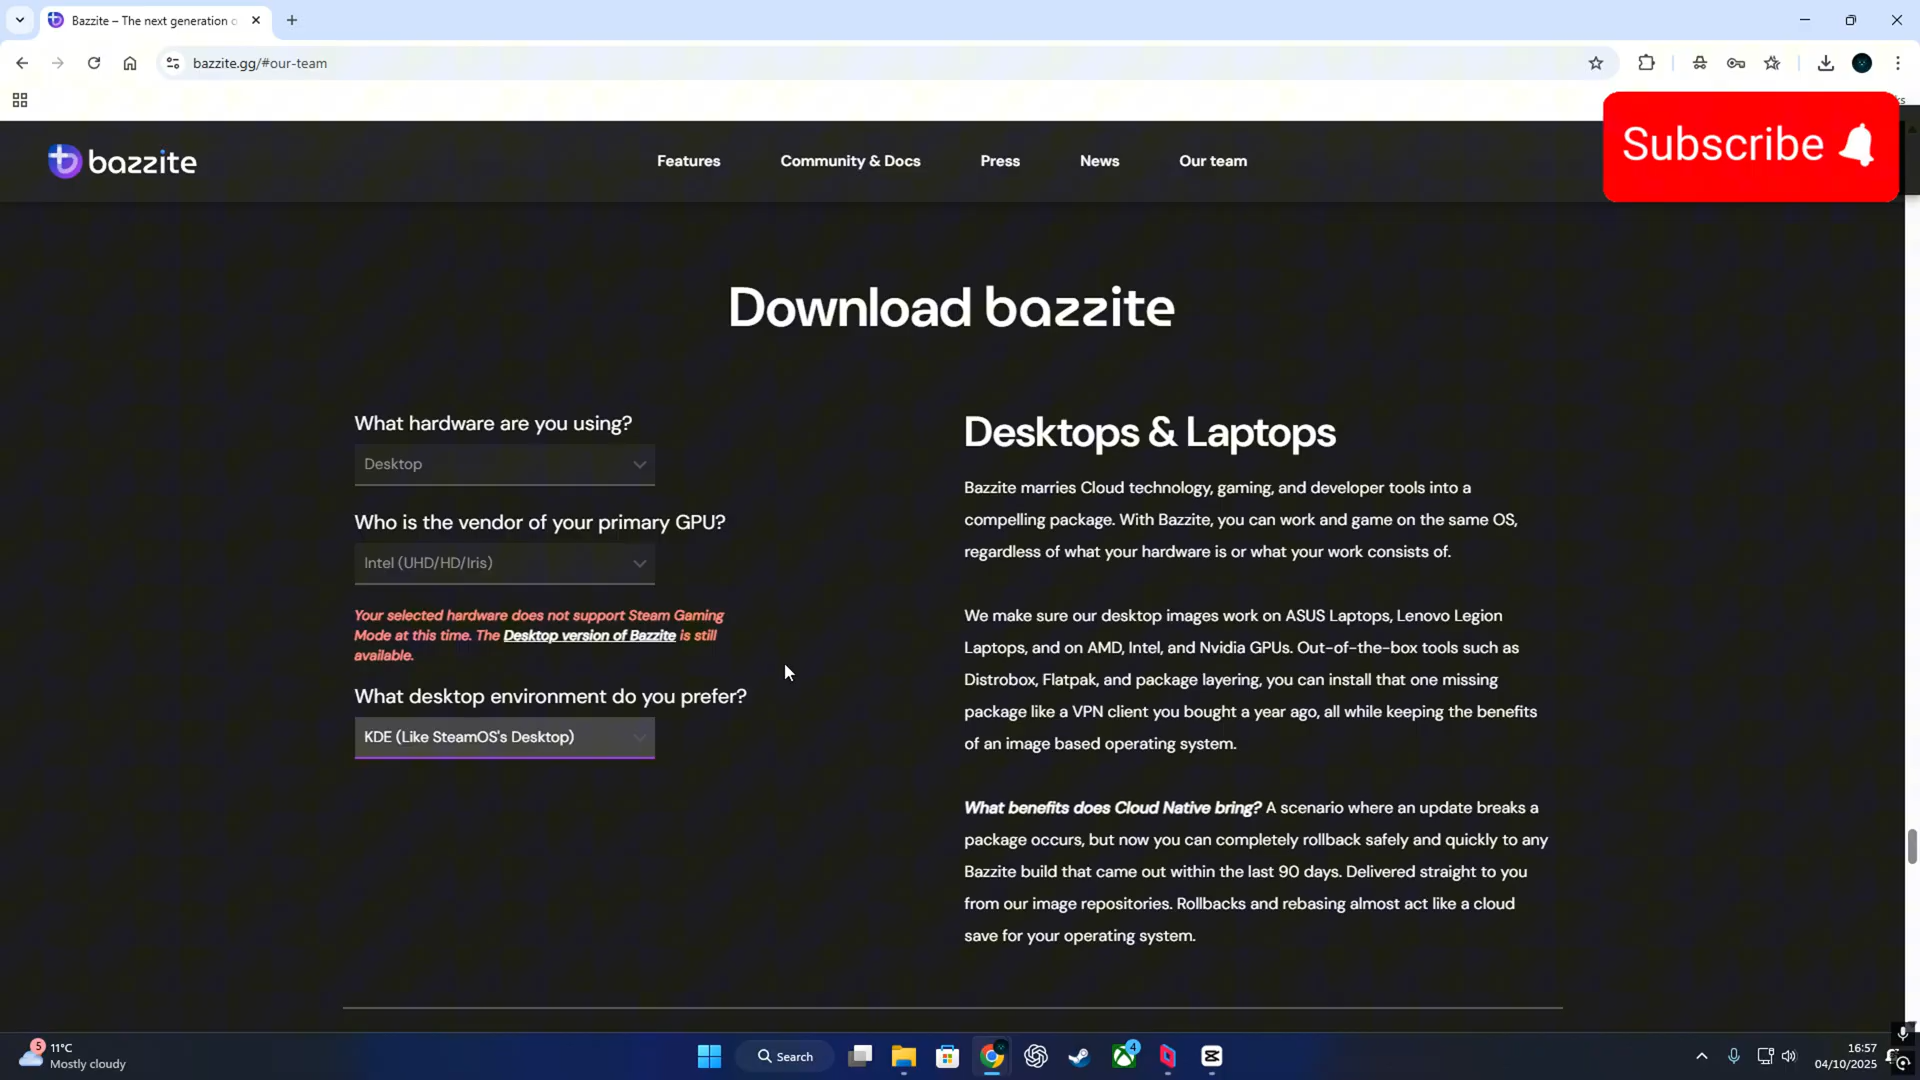 Bazzite – The next generation o
bazzite.gg/#our-team
bazzite
Features
Community & Docs
Press
News
Our team
Subscribe
Download bazzite
What hardware are you using?
Desktop
Who is the vendor of your primary GPU?
Intel (UHD/HD/Iris)
Your selected hardware does not support Steam Gaming
Mode at this time. The Desktop version of Bazzite is still
available.
What desktop environment do you prefer?
KDE (Like SteamOS's Desktop)
Desktops & Laptops
Bazzite marries Cloud technology, gaming, and developer tools into a
compelling package. With Bazzite, you can work and game on the same OS,
regardless of what your hardware is or what your work consists of.
We make sure our desktop images work on ASUS Laptops, Lenovo Legion
Laptops, and on AMD, Intel, and Nvidia GPUs. Out-of-the-box tools such as
Distrobox, Flatpak, and package layering, you can install that one missing
package like a VPN client you bought a year ago, all while keeping the benefits
of an image based operating system.
What benefits does Cloud Native bring? A scenario where an update breaks a
package occurs, but now you can completely rollback safely and quickly to any
Bazzite build that came out within the last 90 days. Delivered straight to you
from our image repositories. Rollbacks and rebasing almost act like a cloud
save for your operating system.
5
11°C
Mostly cloudy
Search
4
16:57
04/10/2025